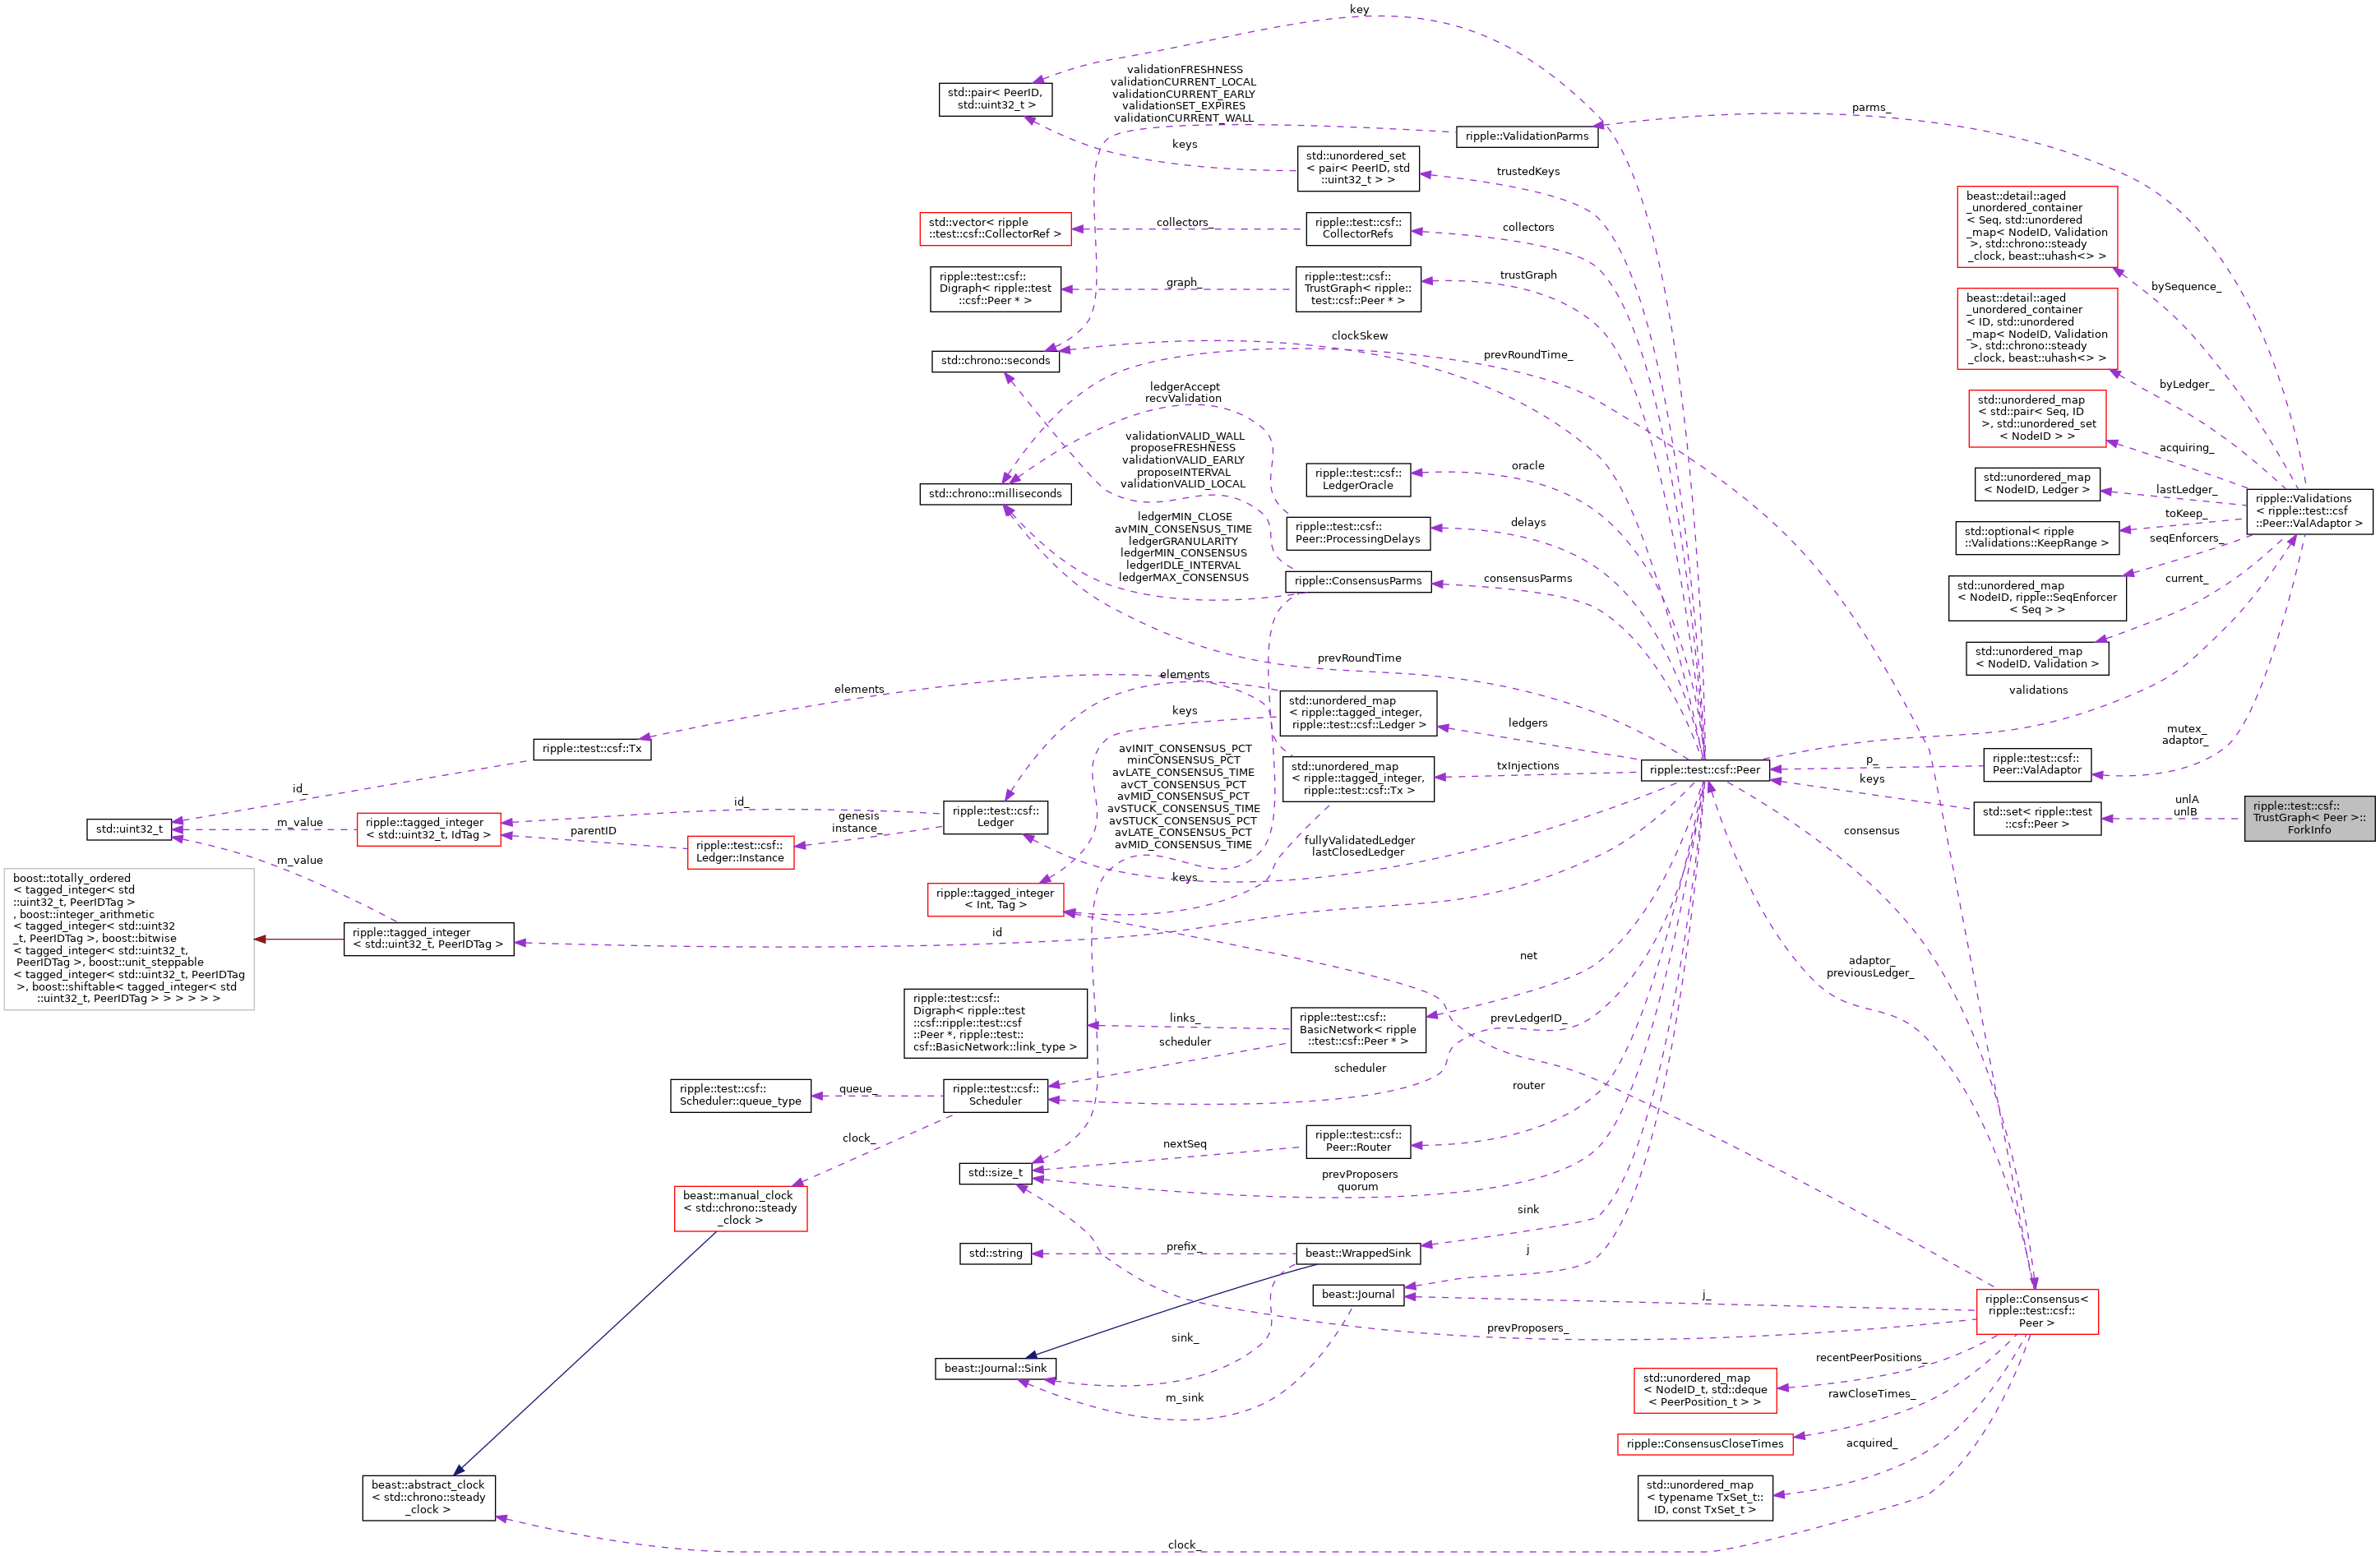 key
std::pair< PeerID,
std::uint32_t >
validationFRESHNESS
validationCURRENT_LOCAL
validationCURRENT_EARLY
validationSET_EXPIRES
validationCURRENT_WALL
ripple::ValidationParms
parms_
keys
std::unordered_set
< pair< PeerID, std
::uint32_t > >
trustedKeys
beast::detail::aged
_unordered_container
< Seq, std::unordered
_map< NodeID, Validation
>, std::chrono::steady
_clock, beast::uhash<> >
std::vector< ripple
::test::csf::CollectorRef >
collectors_
ripple::test::csf::
CollectorRefs
collectors
ripple::test::csf::
Digraph< ripple::test
::csf::Peer * >
graph_
ripple::test::csf::
TrustGraph< ripple::
test::csf::Peer * >
trustGraph
bySequence_
beast::detail::aged
_unordered_container
< ID, std::unordered
_map< NodeID, Validation
>, std::chrono::steady
_clock, beast::uhash<> >
std::chrono::seconds
clockSkew
prevRoundTime_
byLedger_
ledgerAccept
recvValidation
std::unordered_map
< std::pair< Seq, ID
>, std::unordered_set
< NodeID > >
acquiring_
validationVALID_WALL
proposeFRESHNESS
validationVALID_EARLY
proposeINTERVAL
validationVALID_LOCAL
ripple::test::csf::
LedgerOracle
oracle
std::chrono::milliseconds
std::unordered_map
< NodeID, Ledger >
lastLedger_
ripple::Validations
< ripple::test::csf
::Peer::ValAdaptor >
ledgerMIN_CLOSE
avMIN_CONSENSUS_TIME
ledgerGRANULARITY
ledgerMIN_CONSENSUS
ledgerIDLE_INTERVAL
ledgerMAX_CONSENSUS
ripple::test::csf::
Peer::ProcessingDelays
delays
std::optional< ripple
::Validations::KeepRange >
toKeep_
seqEnforcers_
ripple::ConsensusParms
consensusParms
std::unordered_map
< NodeID, ripple::SeqEnforcer
< Seq > >
current_
std::unordered_map
< NodeID, Validation >
prevRoundTime
elements
elements
validations
keys
std::unordered_map
< ripple::tagged_integer,
ripple::test::csf::Ledger >
ledgers
mutex_
adaptor_
ripple::test::csf::Tx
avINIT_CONSENSUS_PCT
minCONSENSUS_PCT
avLATE_CONSENSUS_TIME
avCT_CONSENSUS_PCT
avMID_CONSENSUS_PCT
avSTUCK_CONSENSUS_TIME
avSTUCK_CONSENSUS_PCT
avLATE_CONSENSUS_PCT
avMID_CONSENSUS_TIME
std::unordered_map
< ripple::tagged_integer,
ripple::test::csf::Tx >
txInjections
ripple::test::csf::Peer
p_
keys
ripple::test::csf::
Peer::ValAdaptor
id_
std::uint32_t
m_value
ripple::tagged_integer
< std::uint32_t, IdTag >
id_
parentID
ripple::test::csf::
Ledger::Instance
genesis
instance_
ripple::test::csf::
Ledger
consensus
std::set< ripple::test
::csf::Peer >
unlA
unlB
ripple::test::csf::
TrustGraph< Peer >::
ForkInfo
fullyValidatedLedger
lastClosedLedger
m_value
keys
ripple::tagged_integer
< Int, Tag >
boost::totally_ordered
< tagged_integer< std
::uint32_t, PeerIDTag >
, boost::integer_arithmetic
< tagged_integer< std::uint32
_t, PeerIDTag >, boost::bitwise
< tagged_integer< std::uint32_t,
PeerIDTag >, boost::unit_steppable
< tagged_integer< std::uint32_t, PeerIDTag
>, boost::shiftable< tagged_integer< std
::uint32_t, PeerIDTag > > > > > >
ripple::tagged_integer
< std::uint32_t, PeerIDTag >
id
net
adaptor_
previousLedger_
ripple::test::csf::
Digraph< ripple::test
::csf::ripple::test::csf
::Peer *, ripple::test::
csf::BasicNetwork::link_type >
links_
ripple::test::csf::
BasicNetwork< ripple
::test::csf::Peer * >
prevLedgerID_
scheduler
scheduler
ripple::test::csf::
Scheduler::queue_type
queue_
ripple::test::csf::
Scheduler
router
clock_
nextSeq
ripple::test::csf::
Peer::Router
std::size_t
prevProposers
quorum
beast::manual_clock
< std::chrono::steady
_clock >
sink
std::string
prefix_
beast::WrappedSink
j
beast::Journal
j_
ripple::Consensus<
ripple::test::csf::
Peer >
sink_
prevProposers_
beast::Journal::Sink
m_sink
recentPeerPositions_
std::unordered_map
< NodeID_t, std::deque
< PeerPosition_t > >
rawCloseTimes_
ripple::ConsensusCloseTimes
acquired_
beast::abstract_clock
< std::chrono::steady
_clock >
std::unordered_map
< typename TxSet_t::
ID, const TxSet_t >
clock_